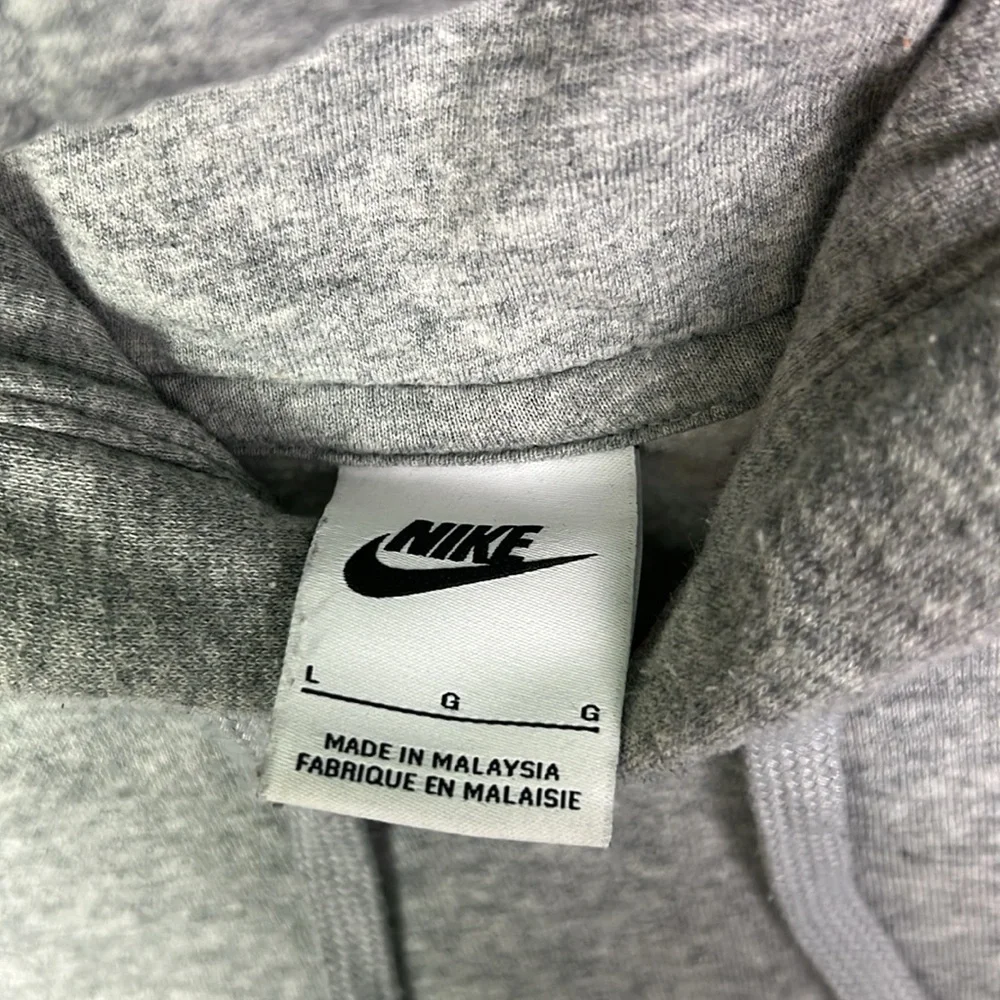 NIKE
L G G
MADE IN MALAYSIA
FABRIQUE EN MALAISIE